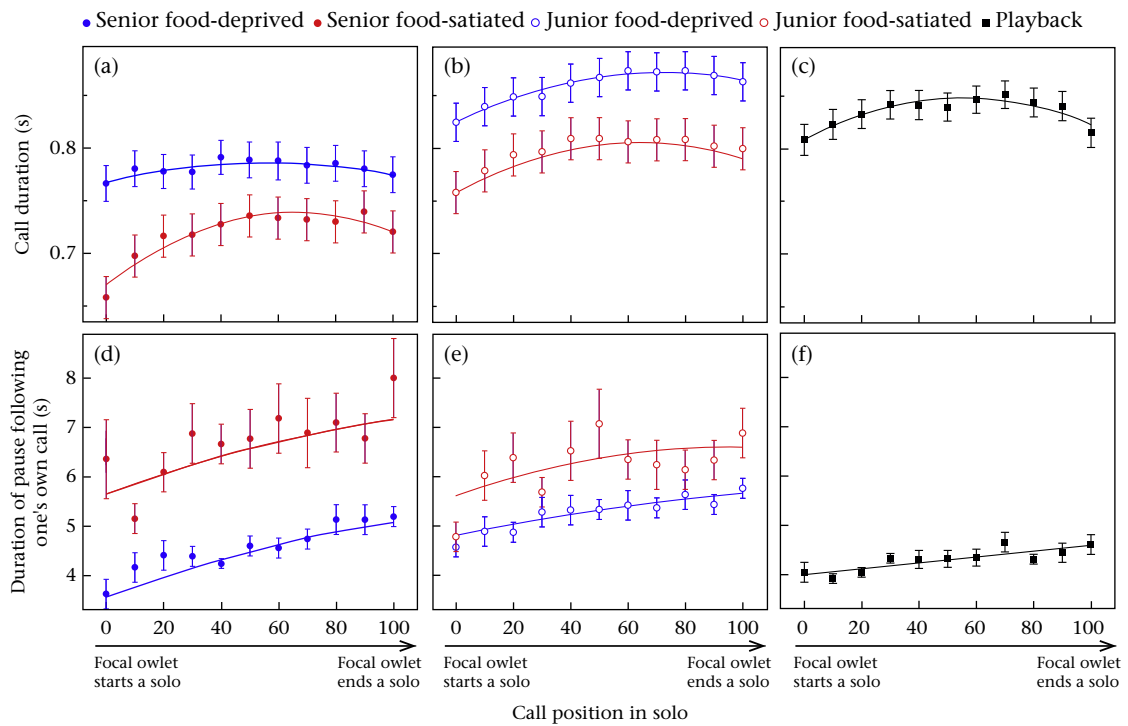 Senior food-deprived Senior food-satiated Junior food-deprived Junior food-satiated Playback
(a) (b) (c)
Call duration (s)
0.8
0.7
(d) (e) (f)
Duration of pause following
one's own call (s)
8
7
6
5
4
0 20 40 60 80 100 0 20 40 60 80 100 0 20 40 60 80 100
Focal owlet Focal owlet Focal owlet Focal owlet Focal owlet Focal owlet
starts a solo ends a solo starts a solo ends a solo starts a solo ends a solo
Call position in solo